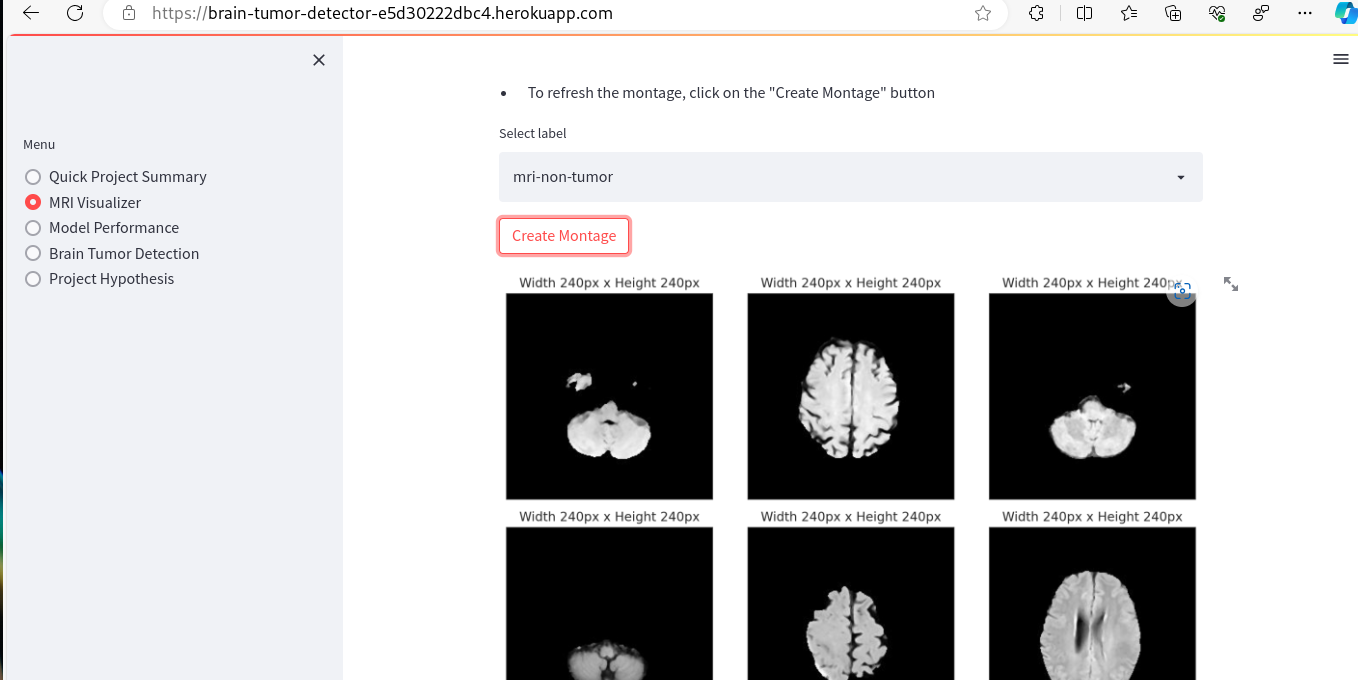 https://brain-tumor-detector-e5d30222dbc4.herokuapp.com
Menu
Quick Project Summary
MRI Visualizer
Model Performance
Brain Tumor Detection
Project Hypothesis
• To refresh the montage, click on the "Create Montage" button
Select label
mri-non-tumor
Create Montage
Width 240px x Height 240px
Width 240px x Height 240px
Width 240px x Height 240px
Width 240px x Height 240px
Width 240px x Height 240px
Width 240px x Height 240px